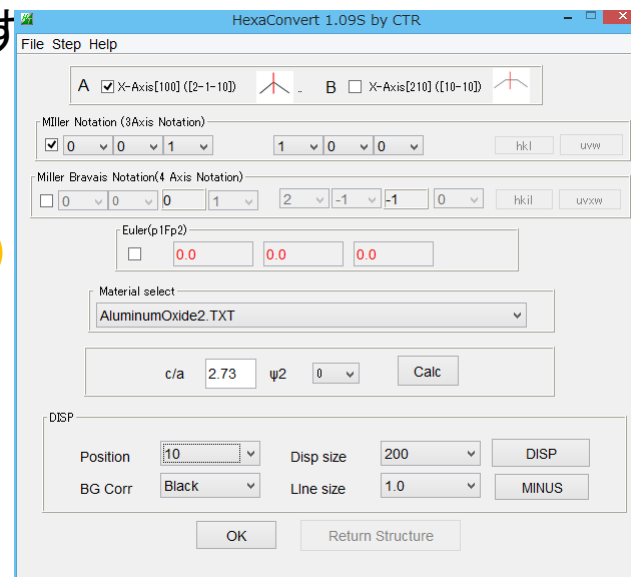 す
HexaConvert 1.09S by CTR
File Step Help
A X-Axis[100] ([2-1-10]) B X-Axis[210] ([10-10])
MIller Notation (3Axis Notation)
0 0 1 1 0 0 hkl uvw
Miller Bravais Notation(4 Axis Notation)
0 0 0 1 2 -1 -1 0 hkil uvxw
Euler(p1Fp2)
0.0 0.0 0.0
Material select
AluminumOxide2.TXT
c/a 2.73 ψ2 0 Calc
DISP
Position 10 Disp size 200 DISP
BG Corr Black LIne size 1.0 MINUS
OK Return Structure